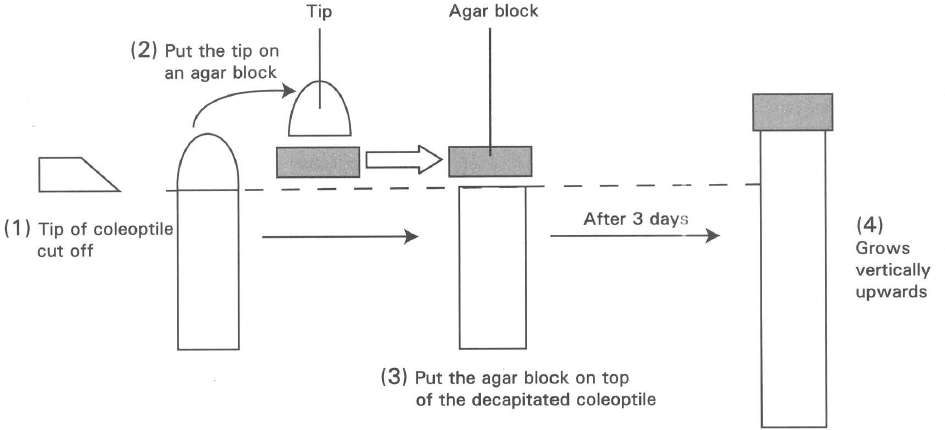 Tip
Agar block
(2) Put the tip on
an agar block
(1) Tip of coleoptile
cut off
After 3 days
(4)
Grows
vertically
upwards
(3) Put the agar block on top
of the decapitated coleoptile